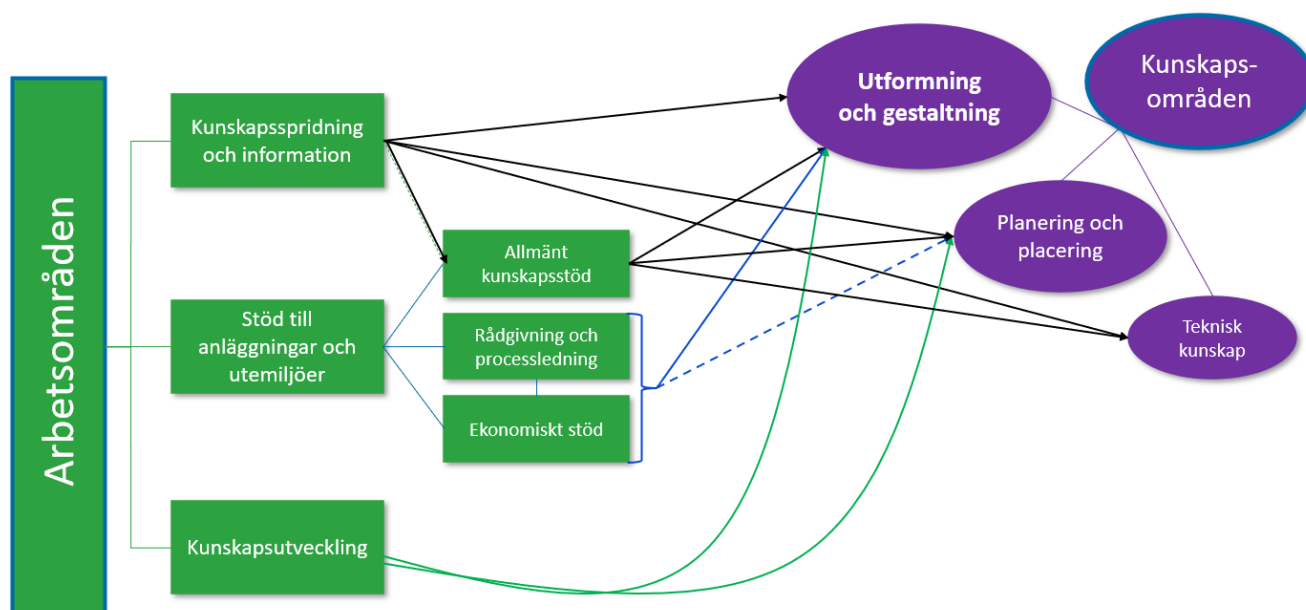 Arbetsområden
Kunskapsspridning
och information
Stöd till
anläggningar och
utemiljöer
Kunskapsutveckling
Allmänt
kunskapsstöd
Rådgivning och
processledning
Ekonomiskt stöd
Utformning
och gestaltning
Kunskaps-
områden
Planering och
placering
Teknisk
kunskap